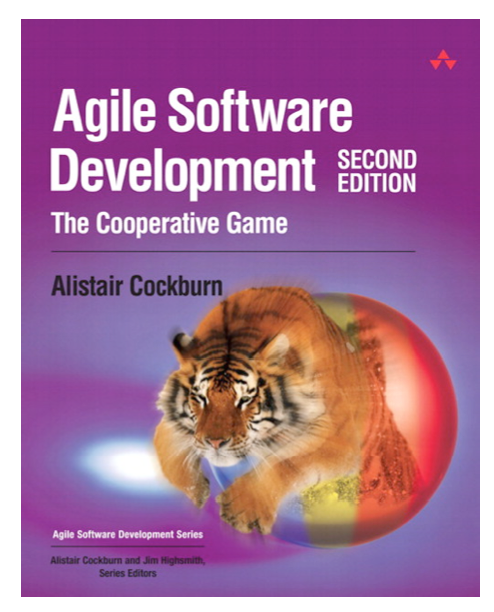 Agile Software
Development SECOND EDITION
The Cooperative Game
Alistair Cockburn
Agile Software Development Series
Alistair Cockburn and Jim Highsmith,
Series Editors